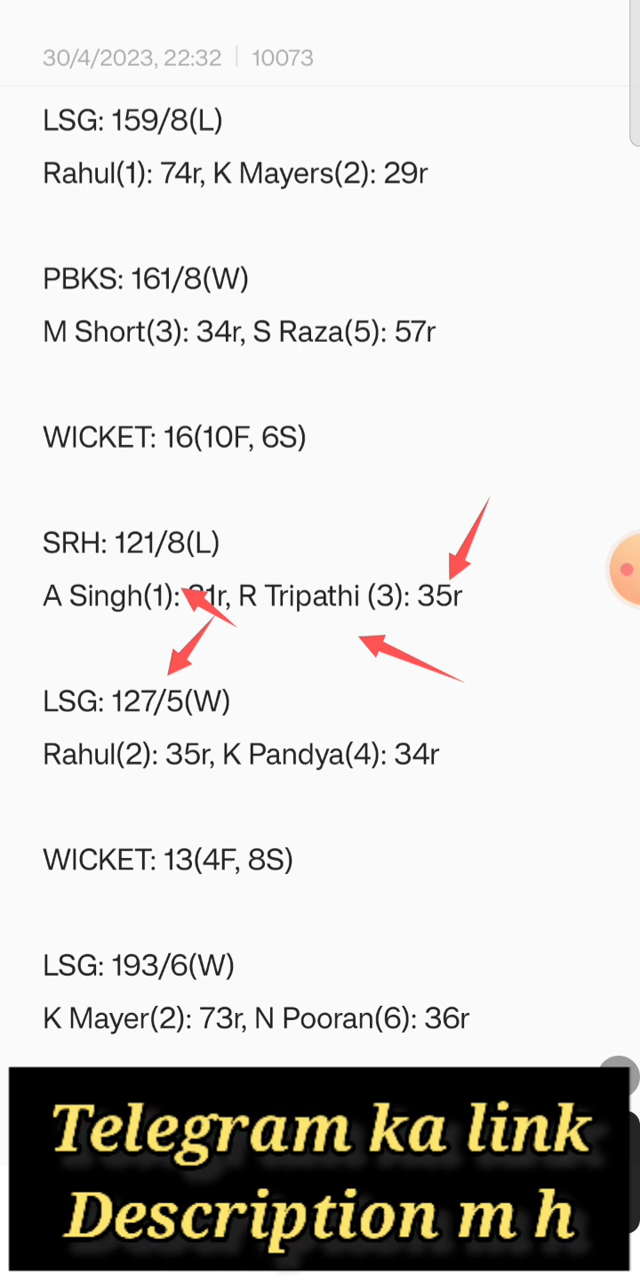 30/4/2023, 22:32 | 10073
LSG: 159/8(L)
Rahul(1): 74r, K Mayers(2): 29r
PBKS: 161/8(W)
M Short(3): 34r, S Raza(5): 57r
WICKET: 16(10F, 6S)
SRH: 121/8(L)
A Singh(1): 1r, R Tripathi (3): 35r
LSG: 127/5(W)
Rahul(2): 35r, K Pandya(4): 34r
WICKET: 13(4F, 8S)
LSG: 193/6(W)
K Mayer(2): 73r, N Pooran(6): 36r
Telegram ka link
Description m h